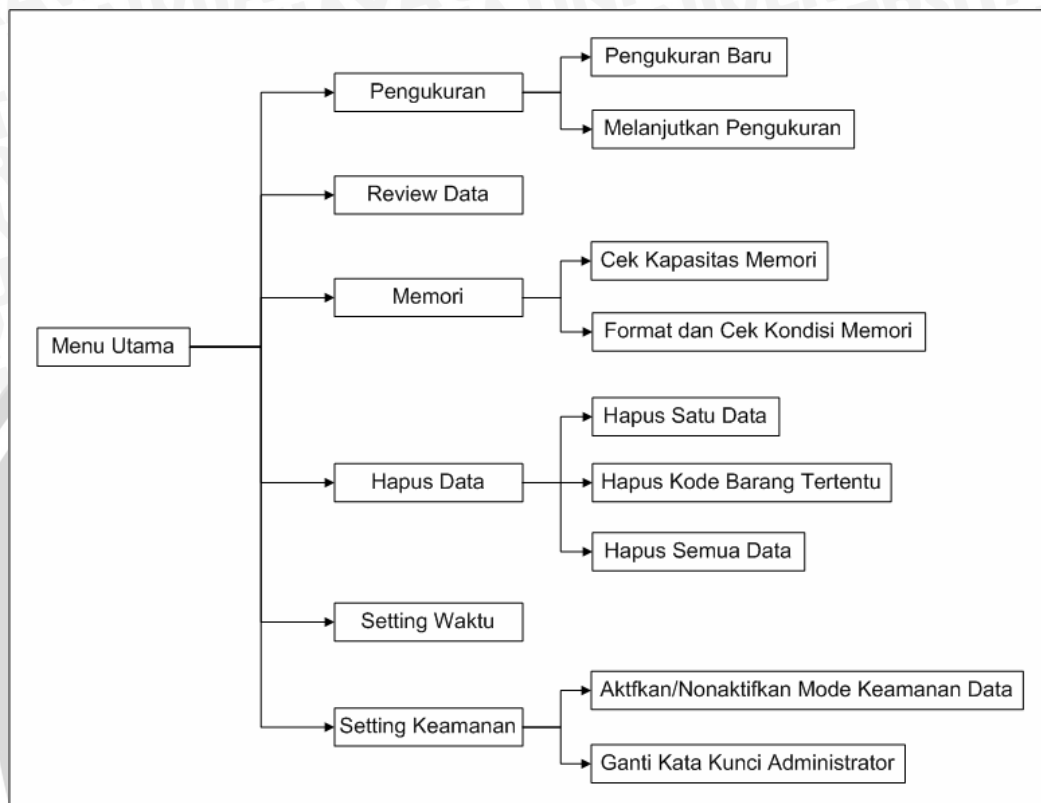 Menu Utama
Pengukuran
Pengukuran Baru
Melanjutkan Pengukuran
Review Data
Memori
Cek Kapasitas Memori
Format dan Cek Kondisi Memori
Hapus Data
Hapus Satu Data
Hapus Kode Barang Tertentu
Hapus Semua Data
Setting Waktu
Setting Keamanan
Aktfkan/Nonaktifkan Mode Keamanan Data
Ganti Kata Kunci Administrator